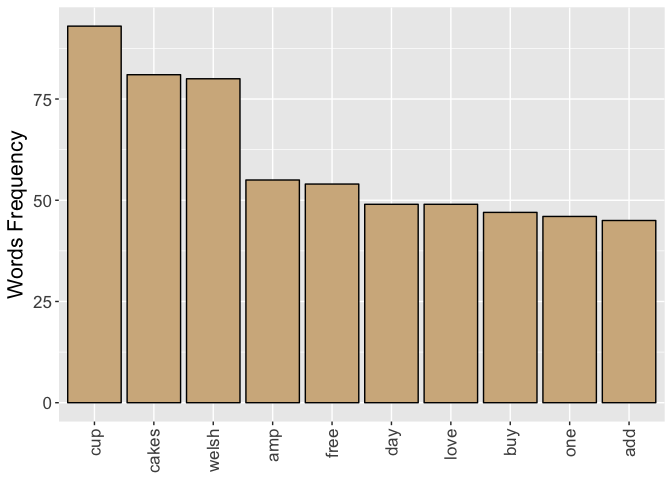 Words Frequency
75
50
25
0
cup
cakes
welsh
amp
free
day
love
buy
one
add